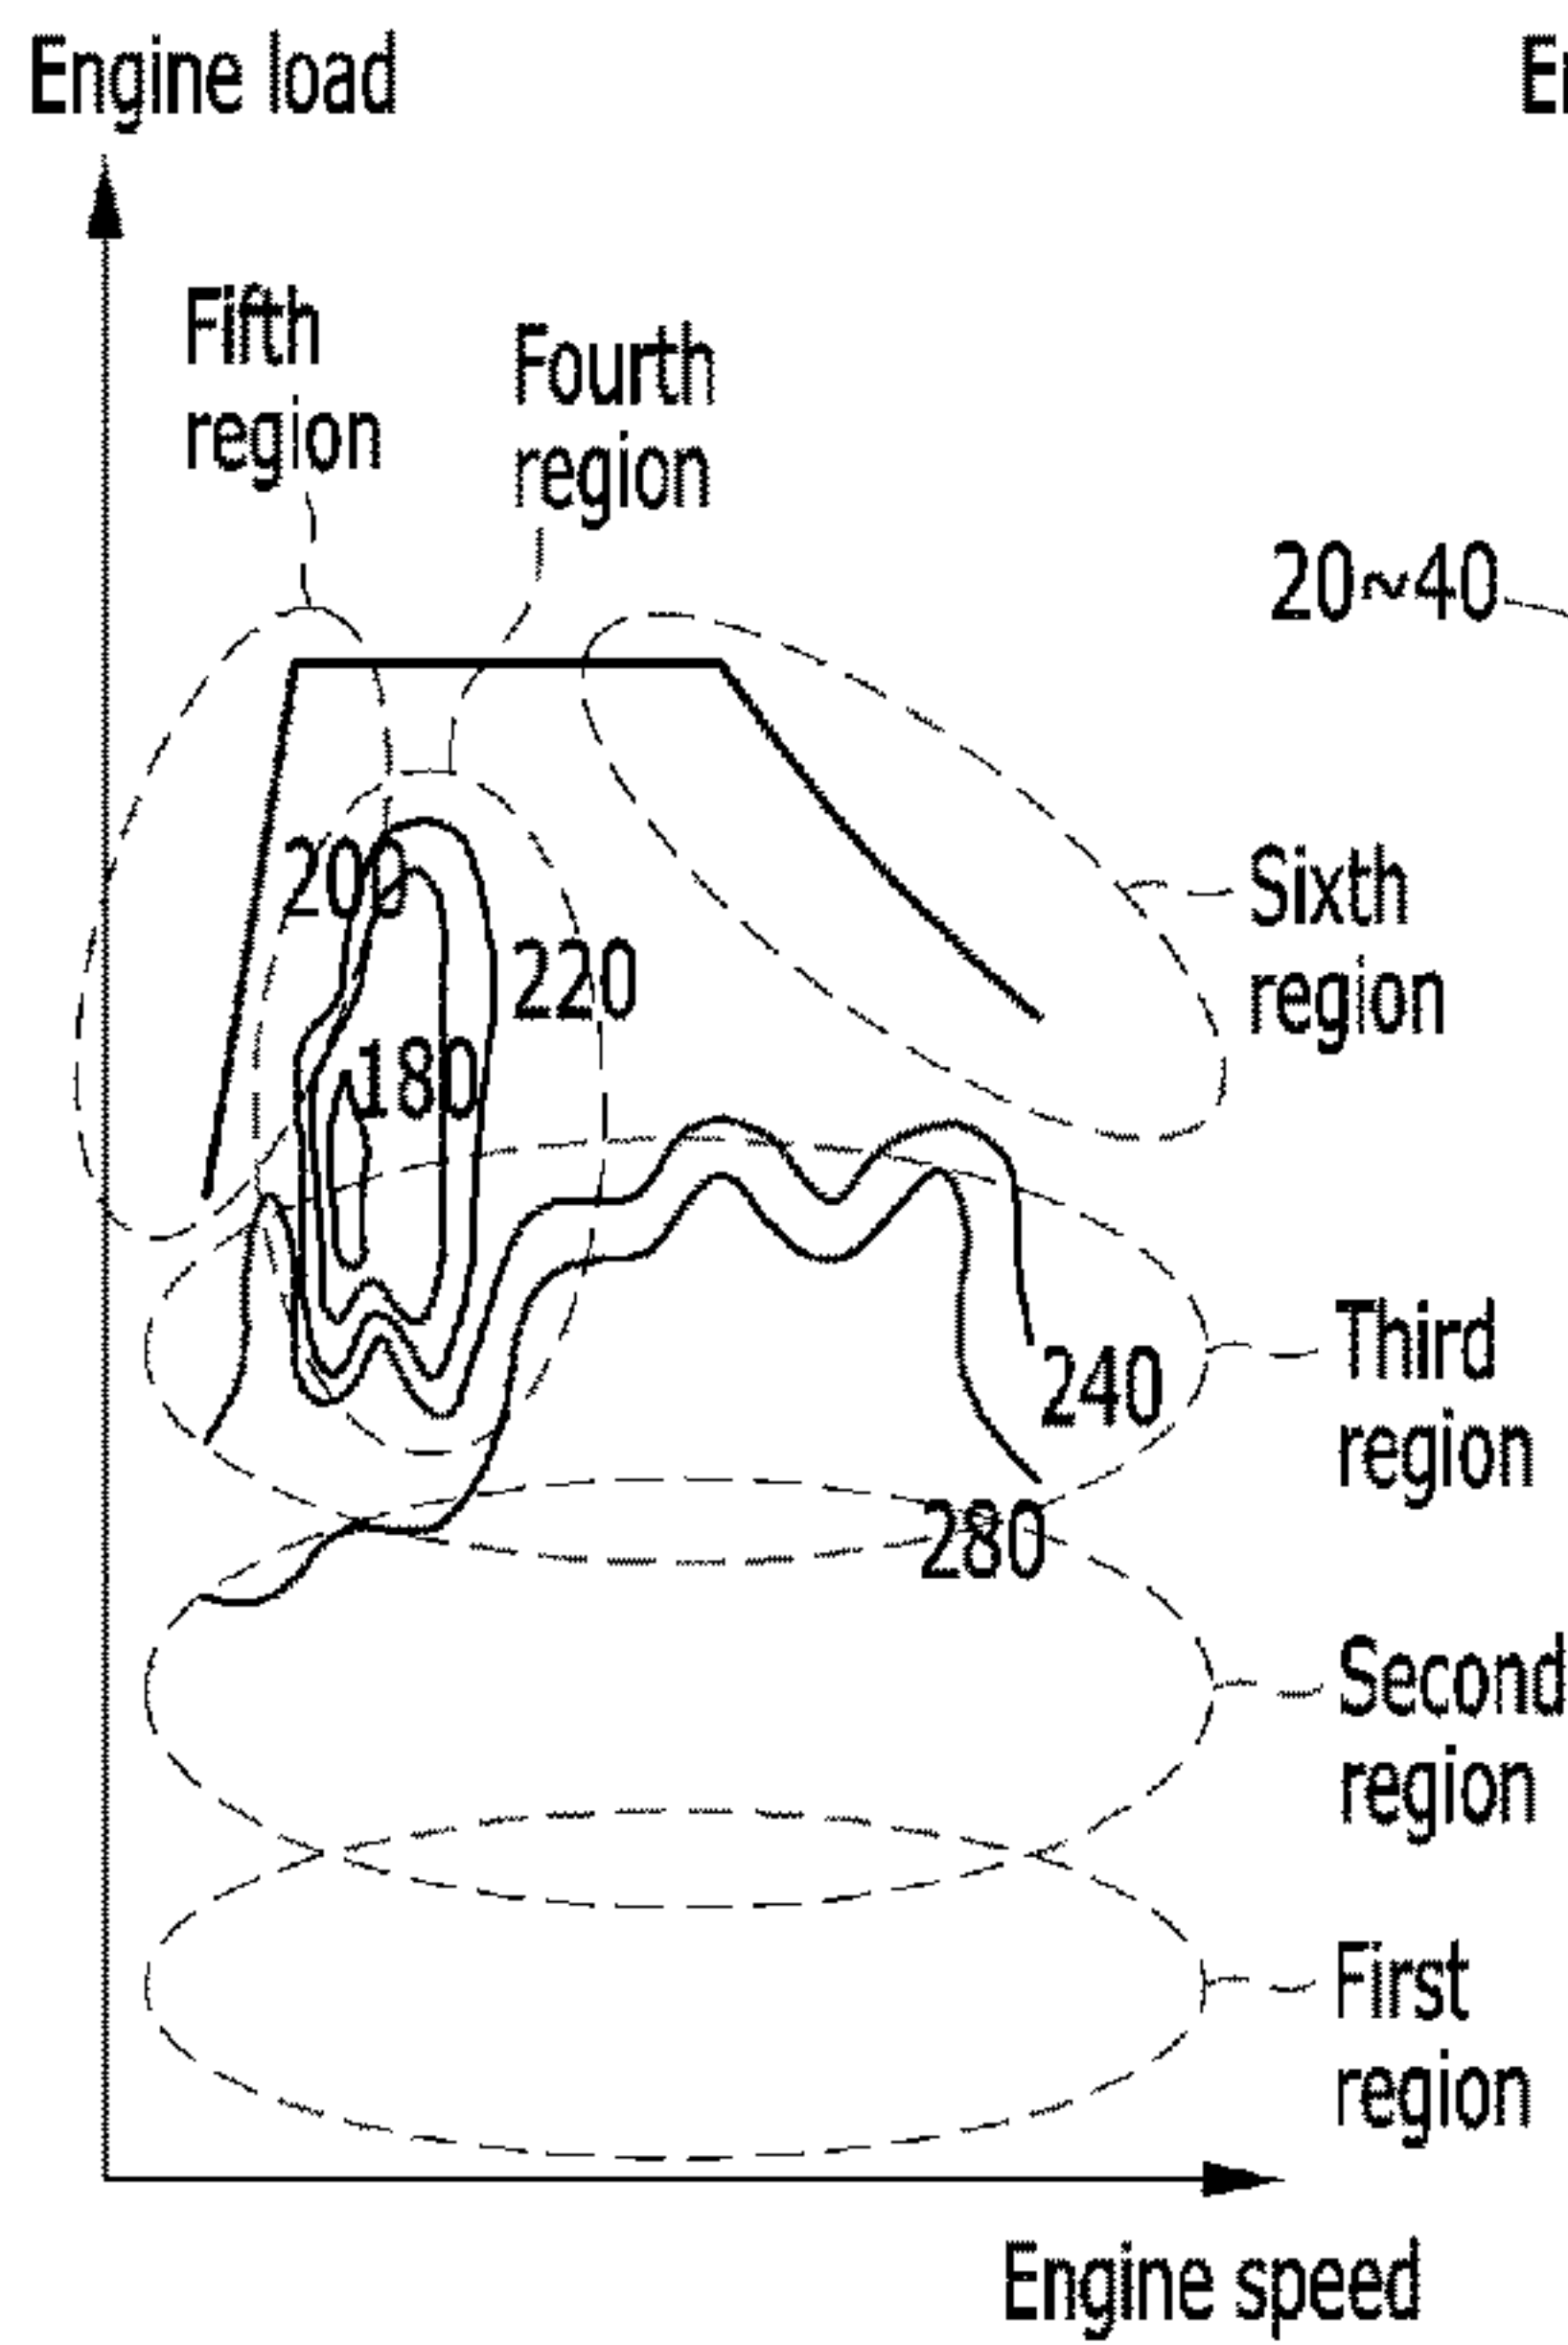 Engine load
Fifth
region
Fourth
region
20~40
200
220
180
Sixth
region
Third
region
240
280
Second
region
First
region
Engine speed